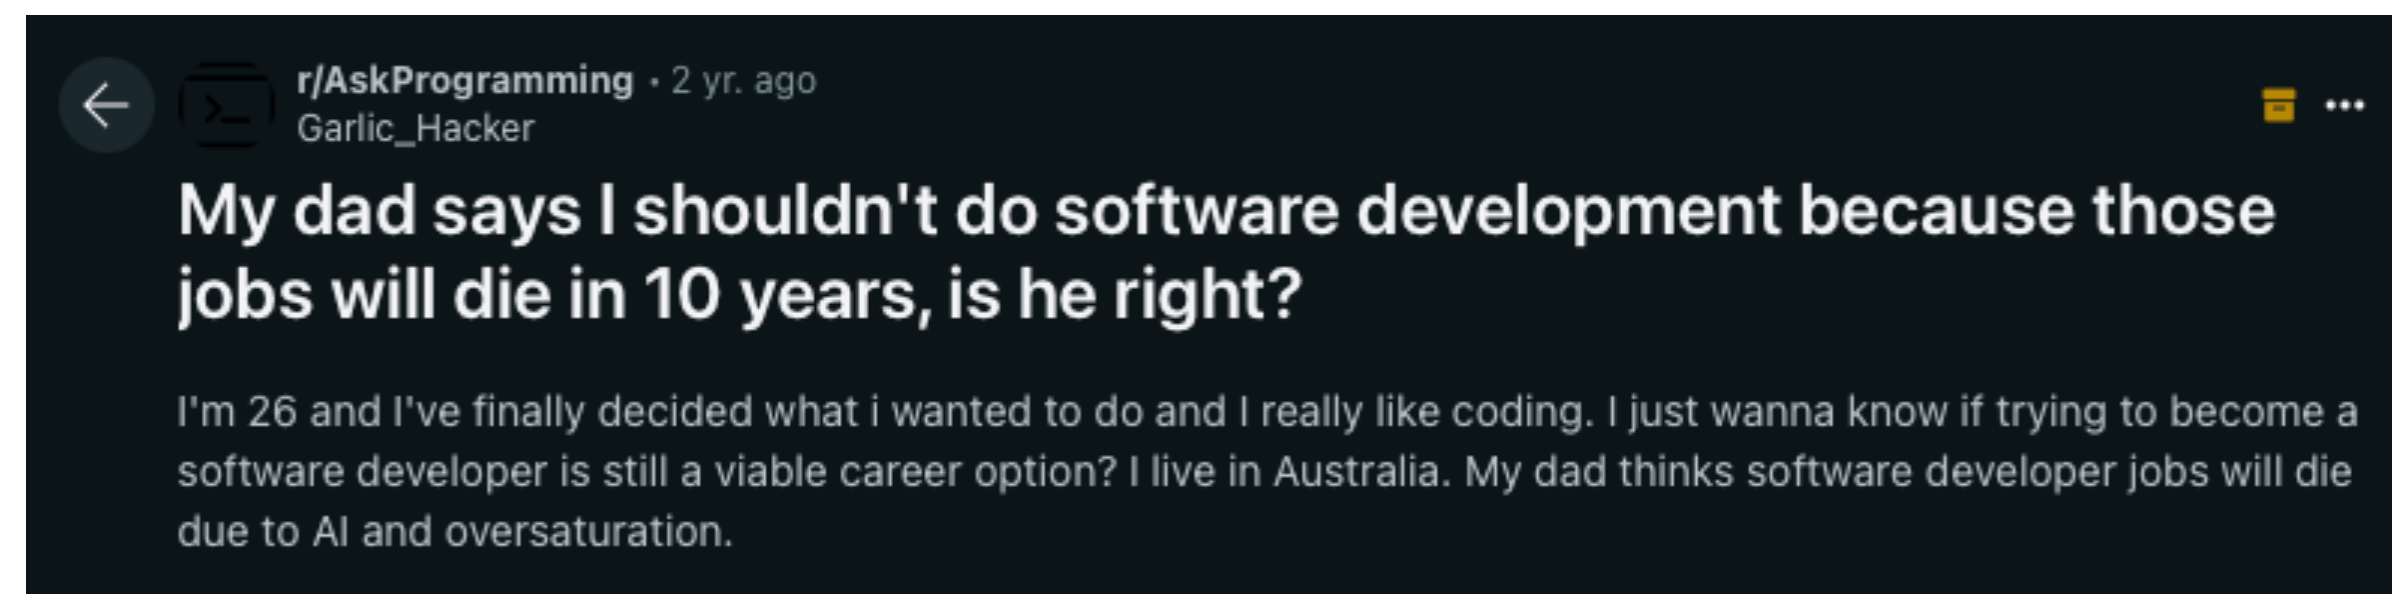 r/AskProgramming • 2 yr. ago
Garlic_Hacker
My dad says I shouldn't do software development because those
jobs will die in 10 years, is he right?
I'm 26 and I've finally decided what i wanted to do and I really like coding. I just wanna know if trying to become a
software developer is still a viable career option? I live in Australia. My dad thinks software developer jobs will die
due to AI and oversaturation.